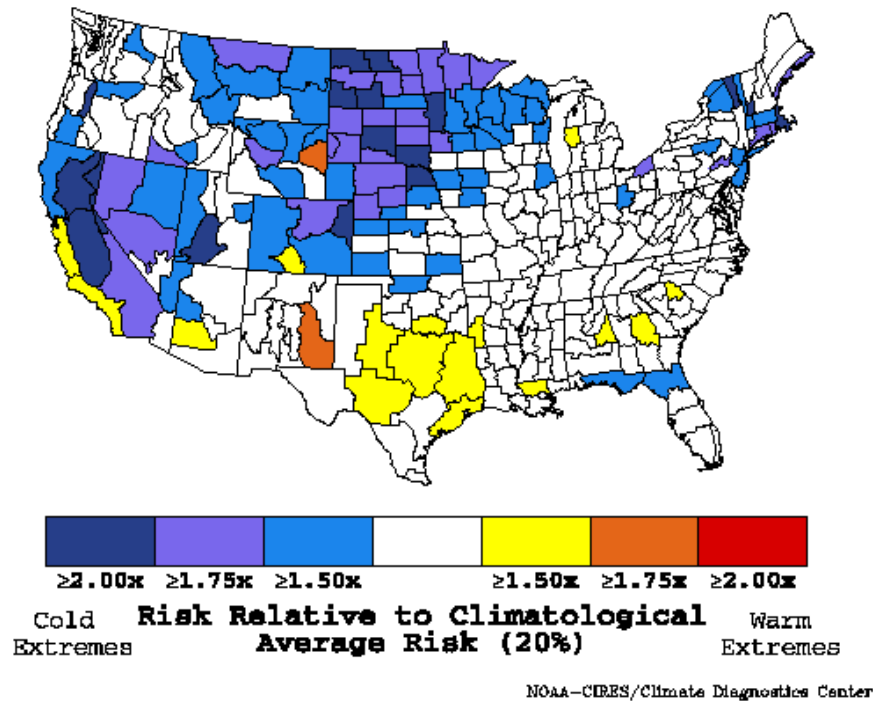 ≥2.00x ≥1.75x ≥1.50x ≥1.50x ≥1.75x ≥2.00x
Cold Extremes
Risk Relative to Climatological
Average Risk (20%)
Warm Extremes
NOAA-CIRES/Climate Diagnostics Center